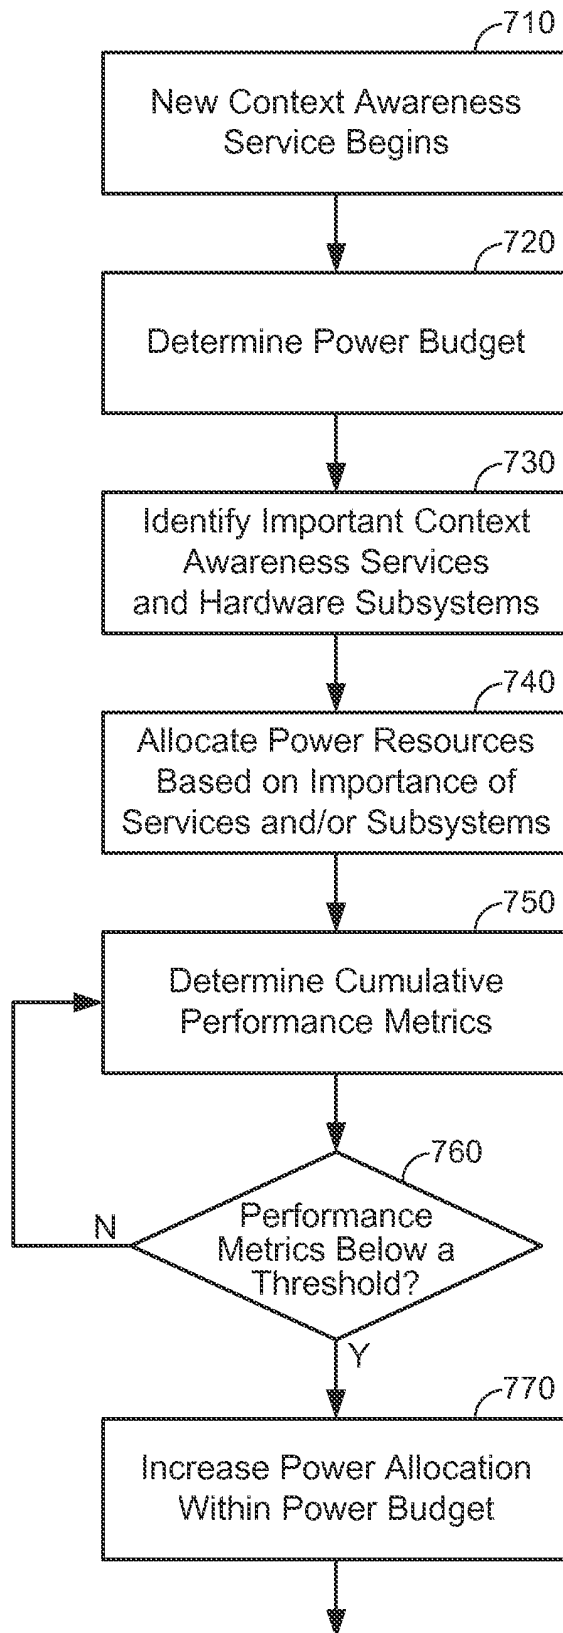 710
New Context Awareness
Service Begins
720
Determine Power Budget
730
Identify Important Context
Awareness Services
and Hardware Subsystems
740
Allocate Power Resources
Based on Importance of
Services and/or Subsystems
750
Determine Cumulative
Performance Metrics
760
Performance
Metrics Below a
Threshold?
N
Y
770
Increase Power Allocation
Within Power Budget